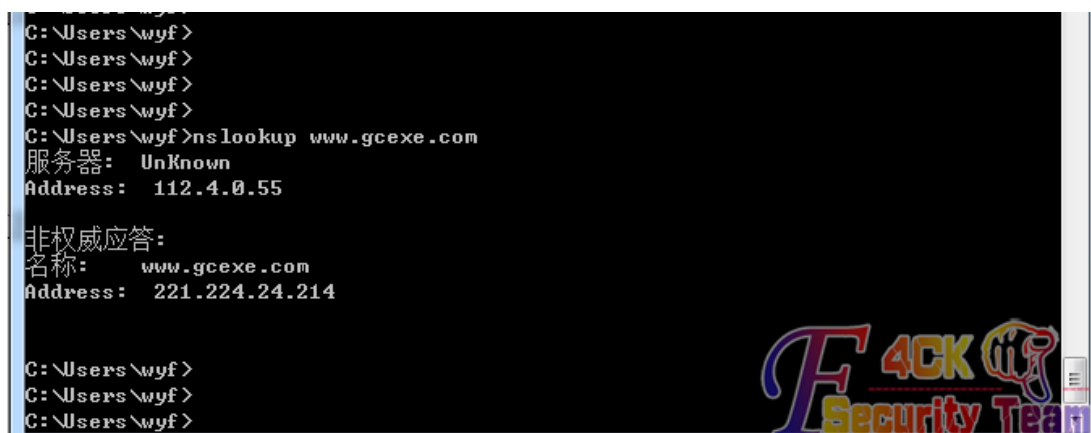 C:\Users\wyf>
C:\Users\wyf>
C:\Users\wyf>
C:\Users\wyf>
C:\Users\wyf>nslookup www.gcexe.com
服务器:  UnKnown
Address:  112.4.0.55
非权威应答:
名称:    www.gcexe.com
Address:  221.224.24.214
C:\Users\wyf>
C:\Users\wyf>
C:\Users\wyf>
F4CK
Security Team